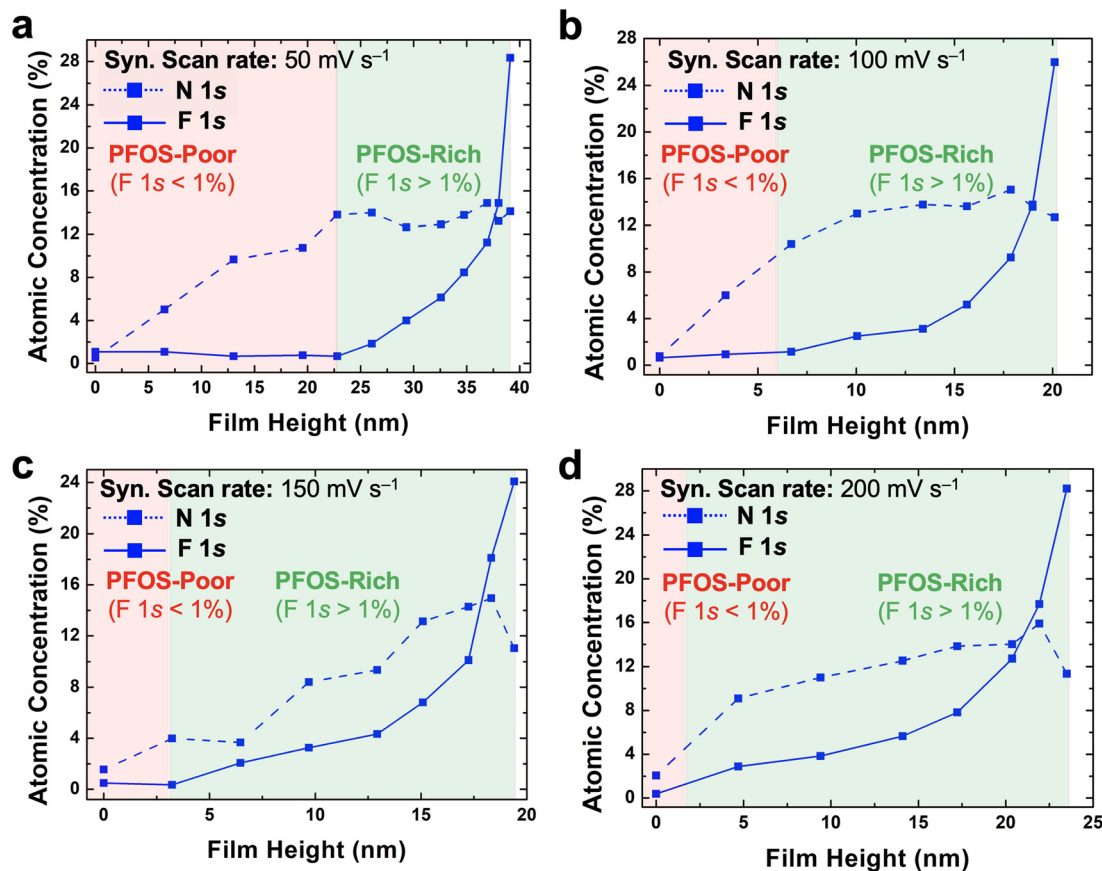 a
Syn. Scan rate: 50 mV s⁻¹
N 1s
F 1s
PFOS-Poor
(F 1s < 1%)
PFOS-Rich
(F 1s > 1%)
Atomic Concentration (%)
28
24
20
16
12
8
4
0
0
5
10
15
20
25
30
35
40
Film Height (nm)
b
Syn. Scan rate: 100 mV s⁻¹
N 1s
F 1s
PFOS-Poor
(F 1s < 1%)
PFOS-Rich
(F 1s > 1%)
Atomic Concentration (%)
28
24
20
16
12
8
4
0
0
5
10
15
20
Film Height (nm)
c
Syn. Scan rate: 150 mV s⁻¹
N 1s
F 1s
PFOS-Poor
(F 1s < 1%)
PFOS-Rich
(F 1s > 1%)
Atomic Concentration (%)
24
20
16
12
8
4
0
0
5
10
15
20
Film Height (nm)
d
Syn. Scan rate: 200 mV s⁻¹
N 1s
F 1s
PFOS-Poor
(F 1s < 1%)
PFOS-Rich
(F 1s > 1%)
Atomic Concentration (%)
28
24
20
16
12
8
4
0
0
5
10
15
20
25
Film Height (nm)